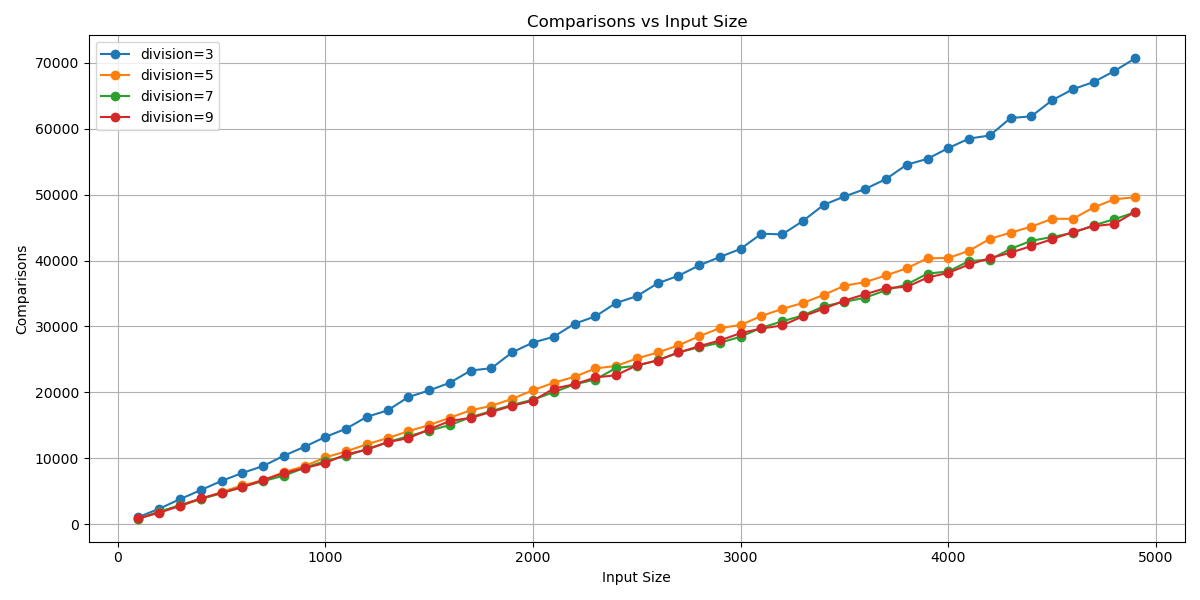 Comparisons vs Input Size
division=3
division=5
division=7
division=9
70000
60000
50000
40000
30000
20000
10000
0
Comparisons
0 1000 2000 3000 4000 5000
Input Size